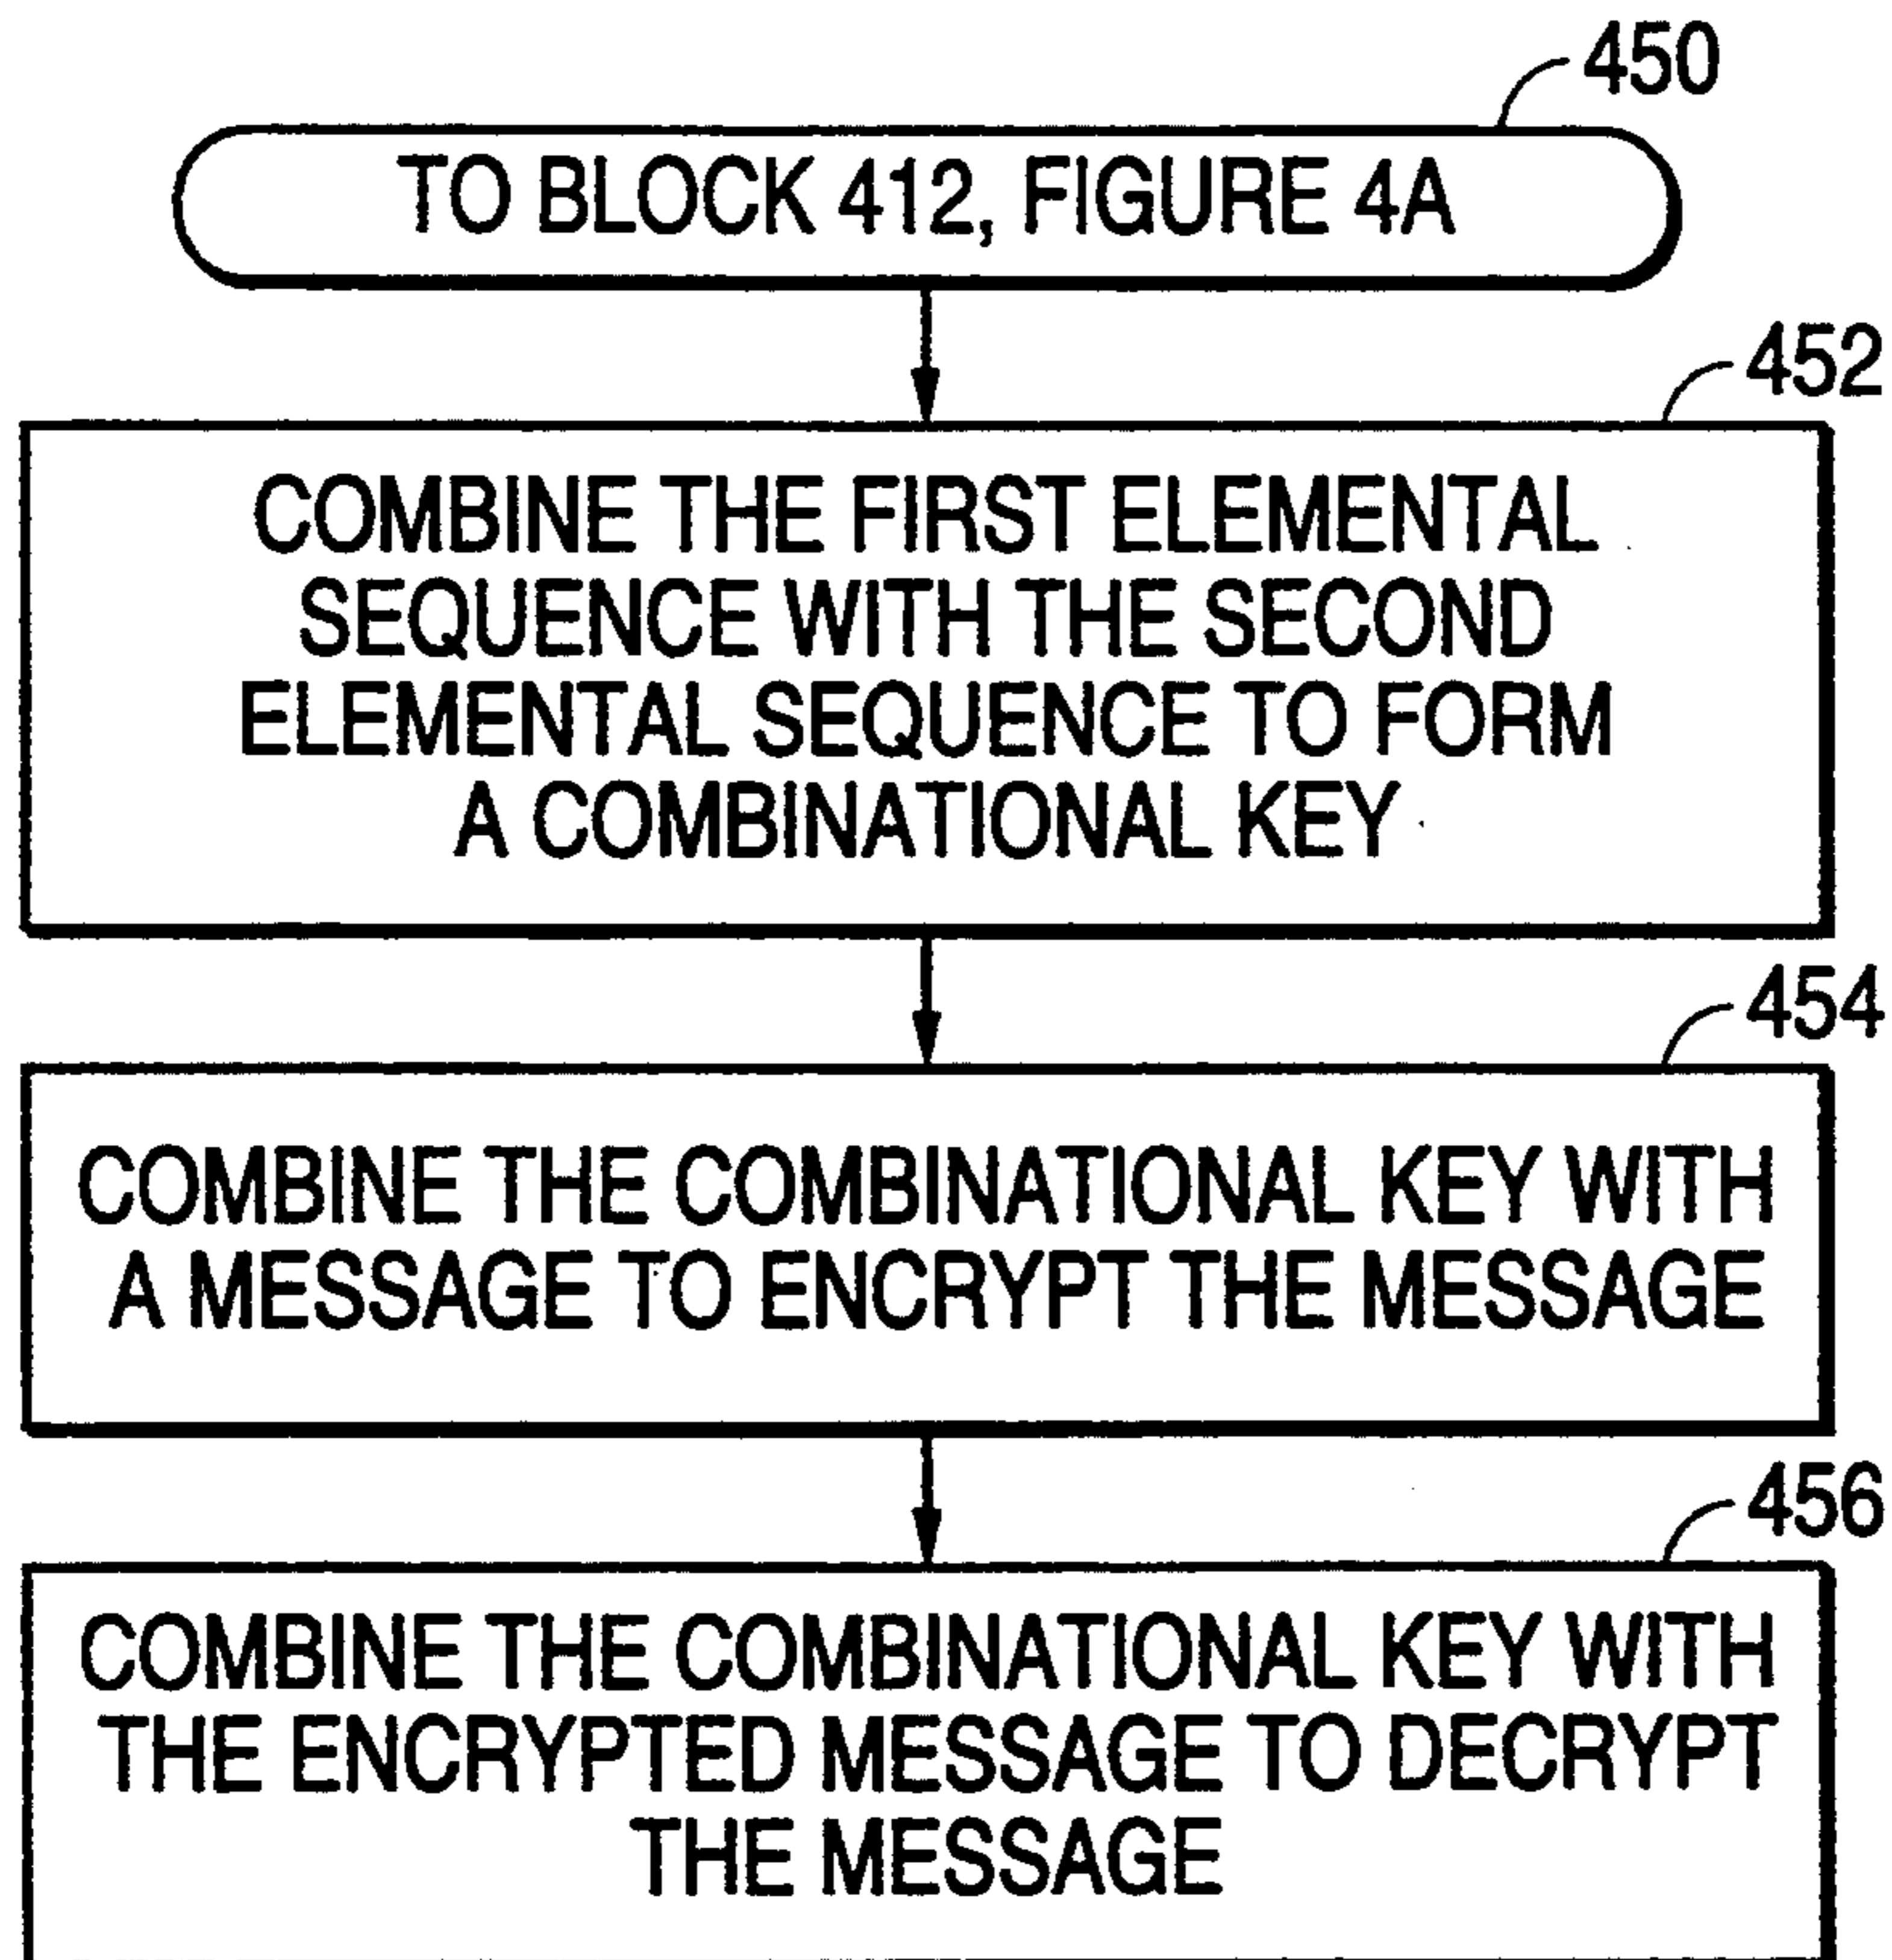 450
TO BLOCK 412, FIGURE 4A
452
COMBINE THE FIRST ELEMENTAL
SEQUENCE WITH THE SECOND
ELEMENTAL SEQUENCE TO FORM
A COMBINATIONAL KEY
454
COMBINE THE COMBINATIONAL KEY WITH
A MESSAGE TO ENCRYPT THE MESSAGE
456
COMBINE THE COMBINATIONAL KEY WITH
THE ENCRYPTED MESSAGE TO DECRYPT
THE MESSAGE